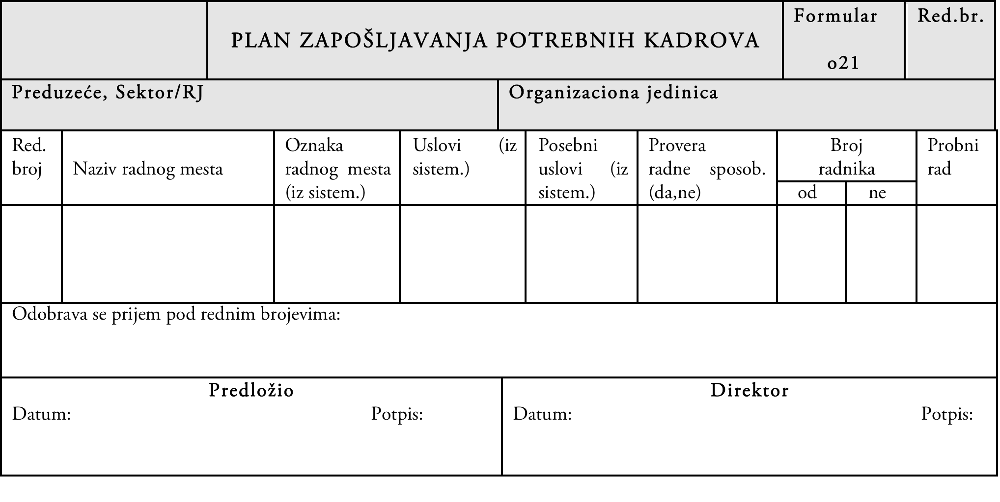 PLAN ZAPOŠLJAVANJA POTREBNIH KADROVA
Formular
o21
Red.br.
Preduzeće, Sektor/RJ
Organizaciona jedinica
Red.
broj
Naziv radnog mesta
Oznaka
radnog mesta
(iz sistem.)
Uslovi (iz
sistem.)
Posebni
uslovi (iz
sistem.)
Provera
radne sposob.
(da,ne)
Broj
radnika
od
ne
Probni
rad
Odobrava se prijem pod rednim brojevima:
Predložio
Datum: Potpis:
Direktor
Datum: Potpis: